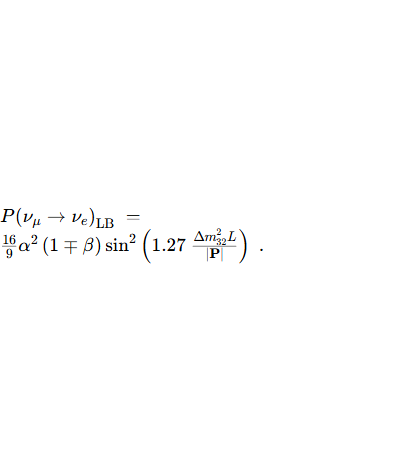 P(ν_μ → ν_e)_LB =
16/9 α² (1 ∓ β) sin² (1.27 Δm²_32 L / |P|) .